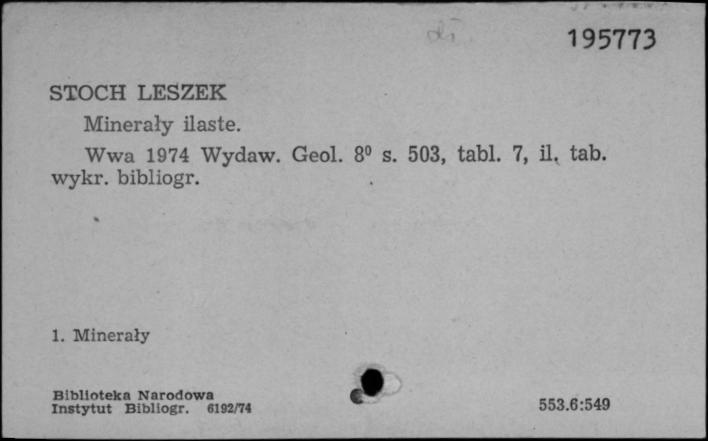 195773
STOCH LESZEK
Minerały ilaste.
Wwa 1974 Wydaw. Geol. 8⁰ s. 503, tabl. 7, il. tab.
wykr. bibliogr.
1. Minerały
Biblioteka Narodowa
Instytut Bibliogr. 6192/74
553.6:549